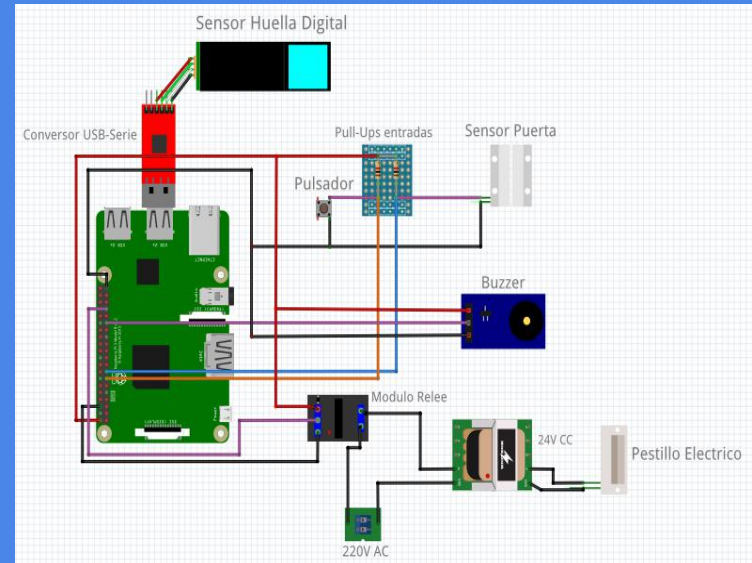 Sensor Huella Digital
Conversor USB-Serie
Pull-Ups entradas
Sensor Puerta
Pulsador
Buzzer
Modulo Relee
24V CC
Pestillo Electrico
220V AC